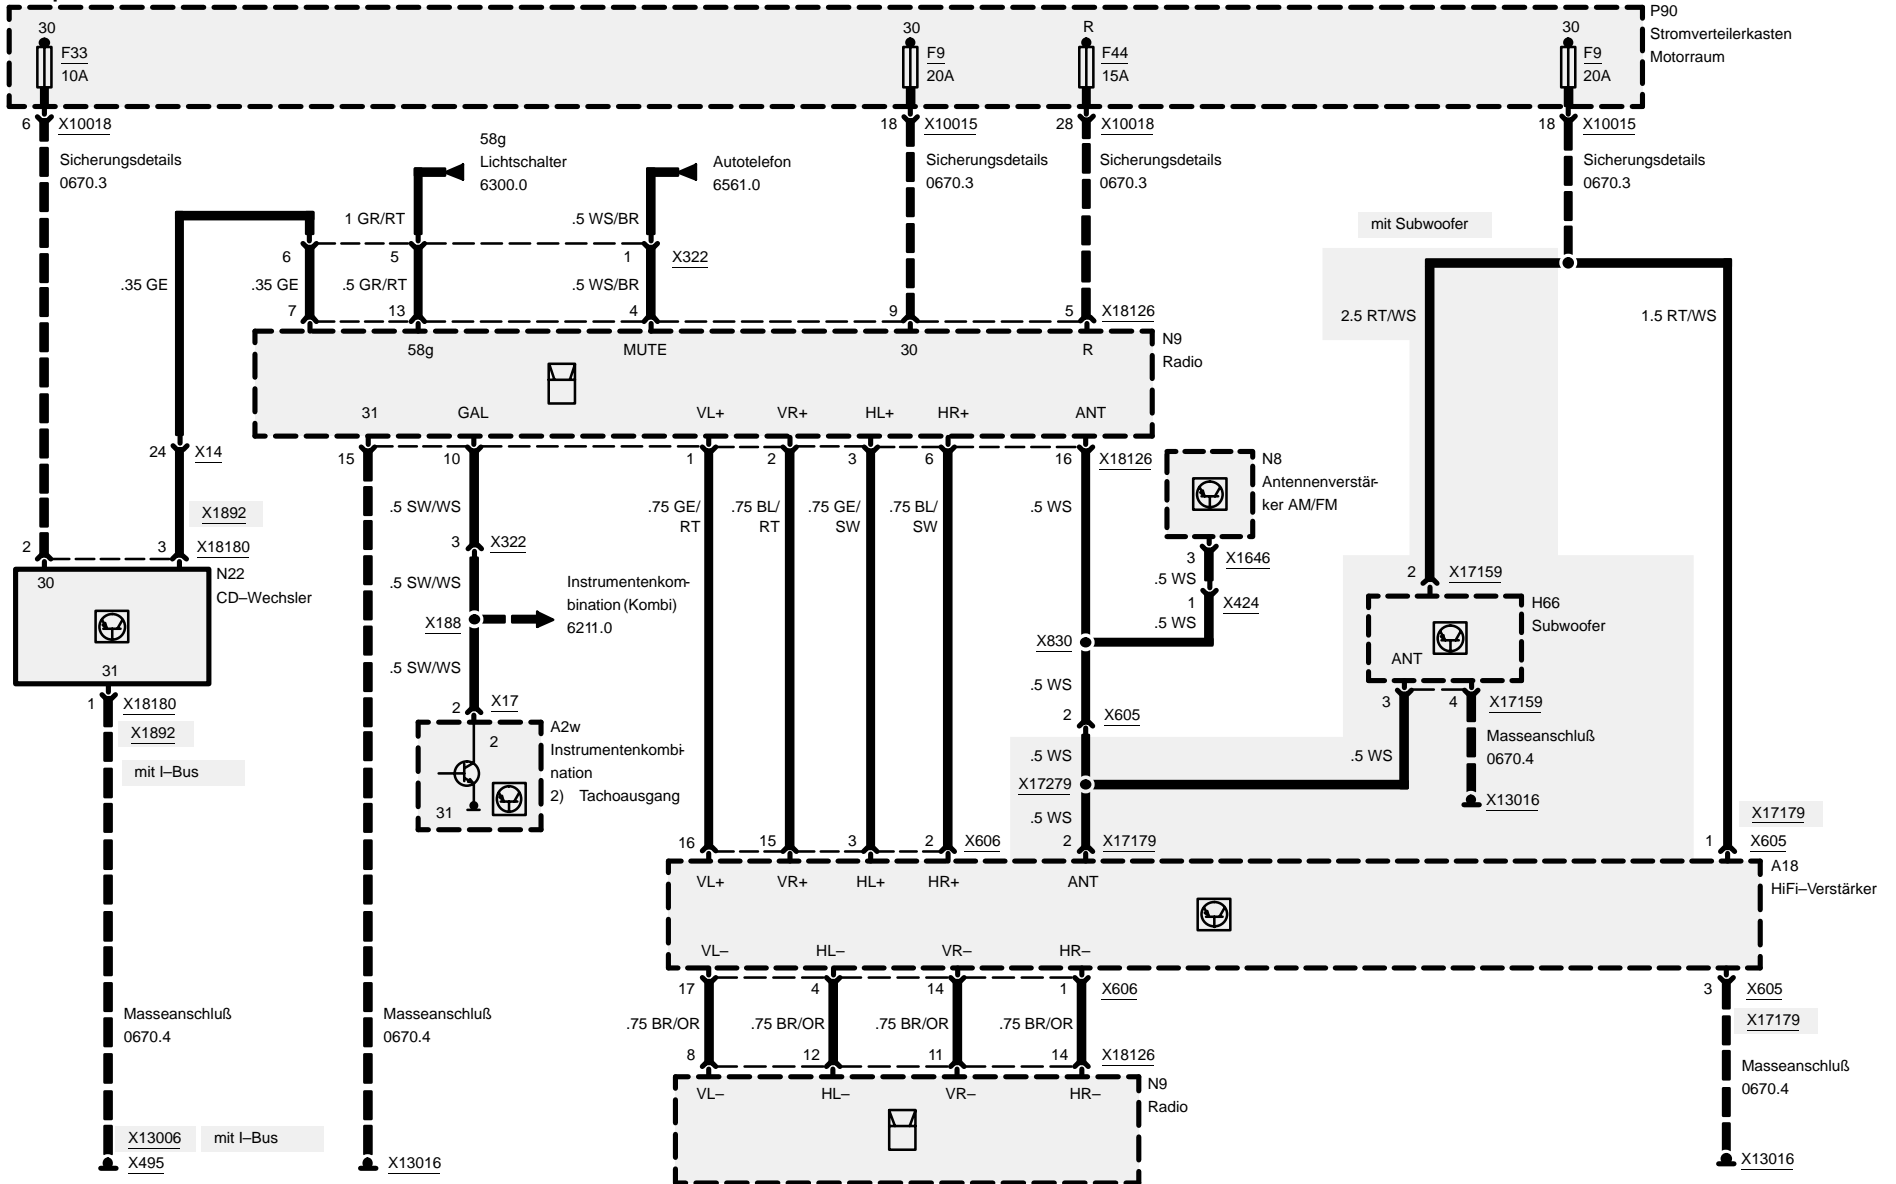 P90
Stromverteilerkasten
Motorraum
30
F33
10A
30
F9
20A
R
F44
15A
30
F9
20A
6 X10018
18 X10015
28 X10018
18 X10015
Sicherungsdetails
0670.3
58g
Lichtschalter
6300.0
Autotelefon
6561.0
Sicherungsdetails
0670.3
Sicherungsdetails
0670.3
Sicherungsdetails
0670.3
1 GR/RT
.5 WS/BR
mit Subwoofer
6 5 1 X322
.35 GE
.35 GE
.5 GR/RT
.5 WS/BR
7 13 4 9 5 X18126
2.5 RT/WS
1.5 RT/WS
N9
Radio
58g MUTE 30 R
31 GAL VL+ VR+ HL+ HR+ ANT
15 10 1 2 3 6 16 X18126
24 X14
N8
Antennenverstär-
ker AM/FM
X1892
.5 SW/WS
.75 GE/
RT
.75 BL/
RT
.75 GE/
SW
.75 BL/
SW
.5 WS
2 3 X18180
3 X322
3 X1646
.5 WS
N22
CD–Wechsler
30
31
.5 SW/WS
Instrumentenkom-
bination (Kombi)
6211.0
X188
1 X424
.5 WS
X830
2 X17159
H66
Subwoofer
ANT
.5 SW/WS
.5 WS
1 X18180
X1892
mit I–Bus
2 X17
2 X605
3 4 X17159
A2w
Instrumentenkombi-
nation
2) Tachoausgang
2
31
.5 WS
X17279
.5 WS
.5 WS
Masseanschluß
0670.4
X13016
X17179
16 15 3 2 X606
2 X17179
1 X605
A18
HiFi–Verstärker
VL+ VR+ HL+ HR+ ANT
VL– HL– VR– HR–
17 4 14 1 X606
3 X605
X17179
Masseanschluß
0670.4
Masseanschluß
0670.4
.75 BR/OR
.75 BR/OR
.75 BR/OR
.75 BR/OR
8 12 11 14 X18126
Masseanschluß
0670.4
N9
Radio
VL– HL– VR– HR–
X13006 mit I–Bus
X495
X13016
X13016